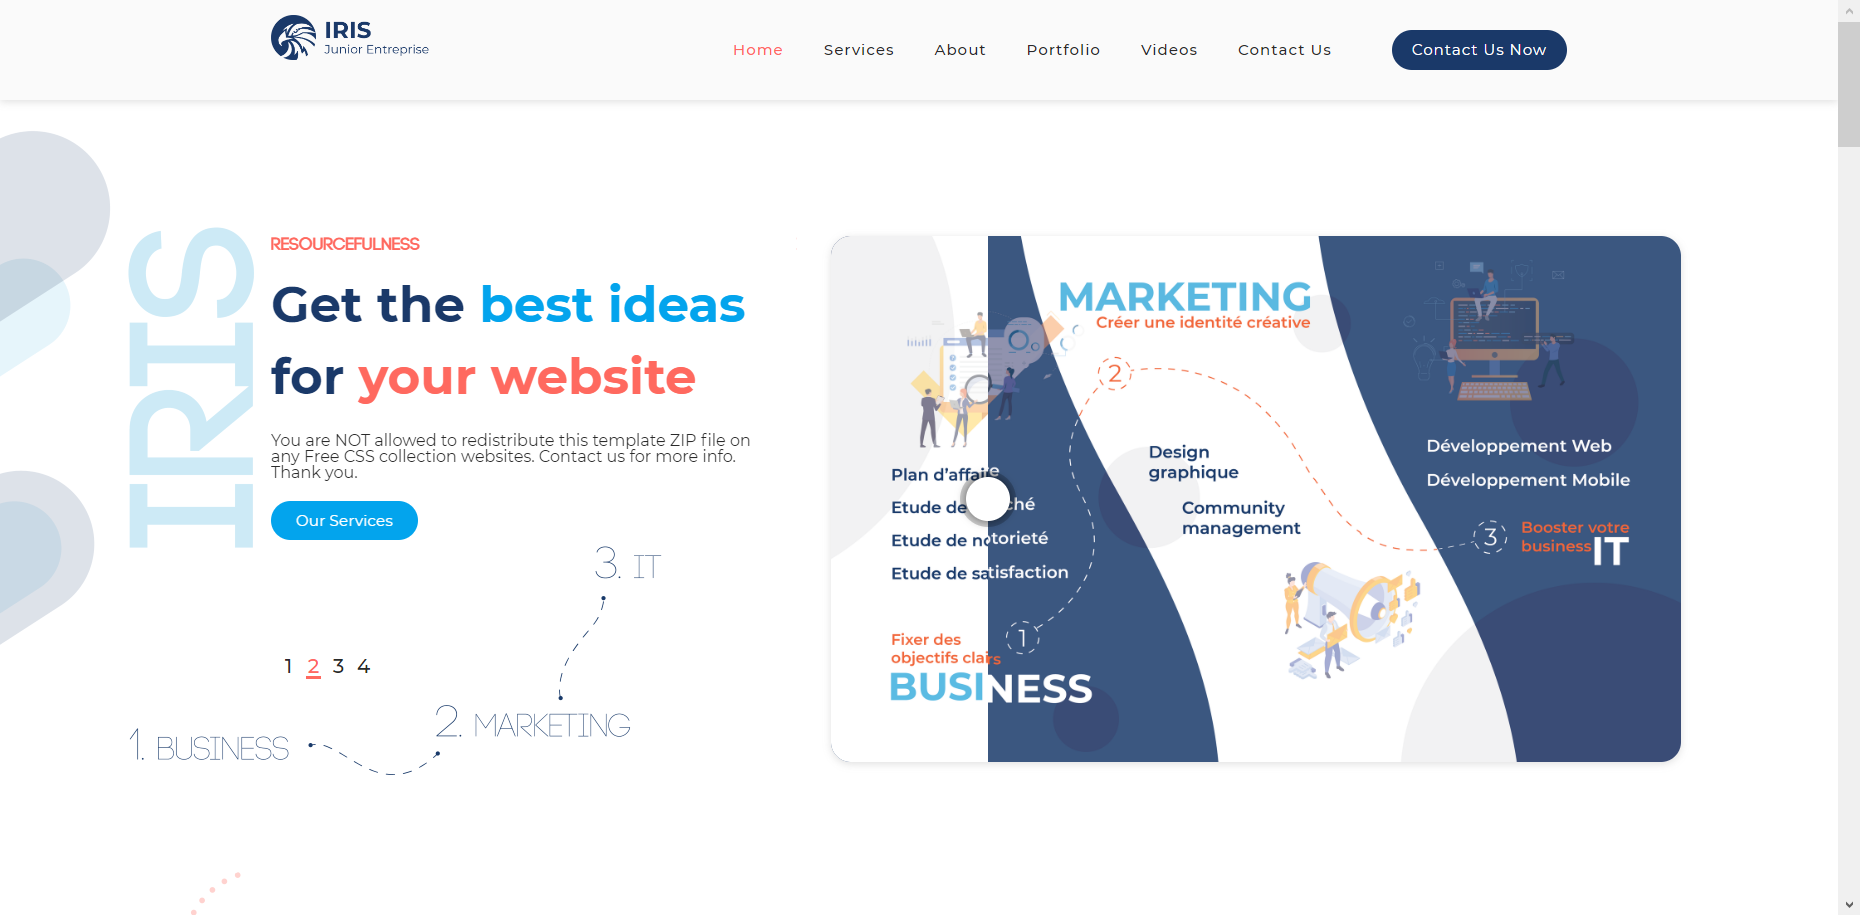 IRIS
Junior Entreprise
Home
Services
About
Portfolio
Videos
Contact Us
Contact Us Now
IRIS
RESOURCEFULNESS
Get the best ideas
for your website
You are NOT allowed to redistribute this template ZIP file on
any Free CSS collection websites. Contact us for more info.
Thank you.
Our Services
3. IT
1 2 3 4
2. MARKETING
1. BUSINESS
MARKETING
Créer une identité créative
2
Plan d'affaire
Etude de ché
Etude de notorieté
Etude de satisfaction
Fixer des
objectifs clairs
1
BUSINESS
Design
graphique
Community
management
Développement Web
Développement Mobile
3
Booster votre
business IT